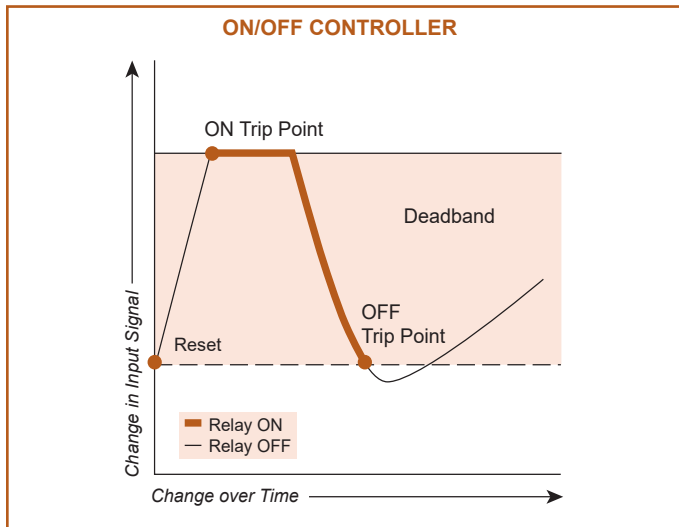 ON/OFF CONTROLLER
ON Trip Point
Deadband
OFF
Trip Point
Reset
Change in Input Signal
Relay ON
Relay OFF
Change over Time